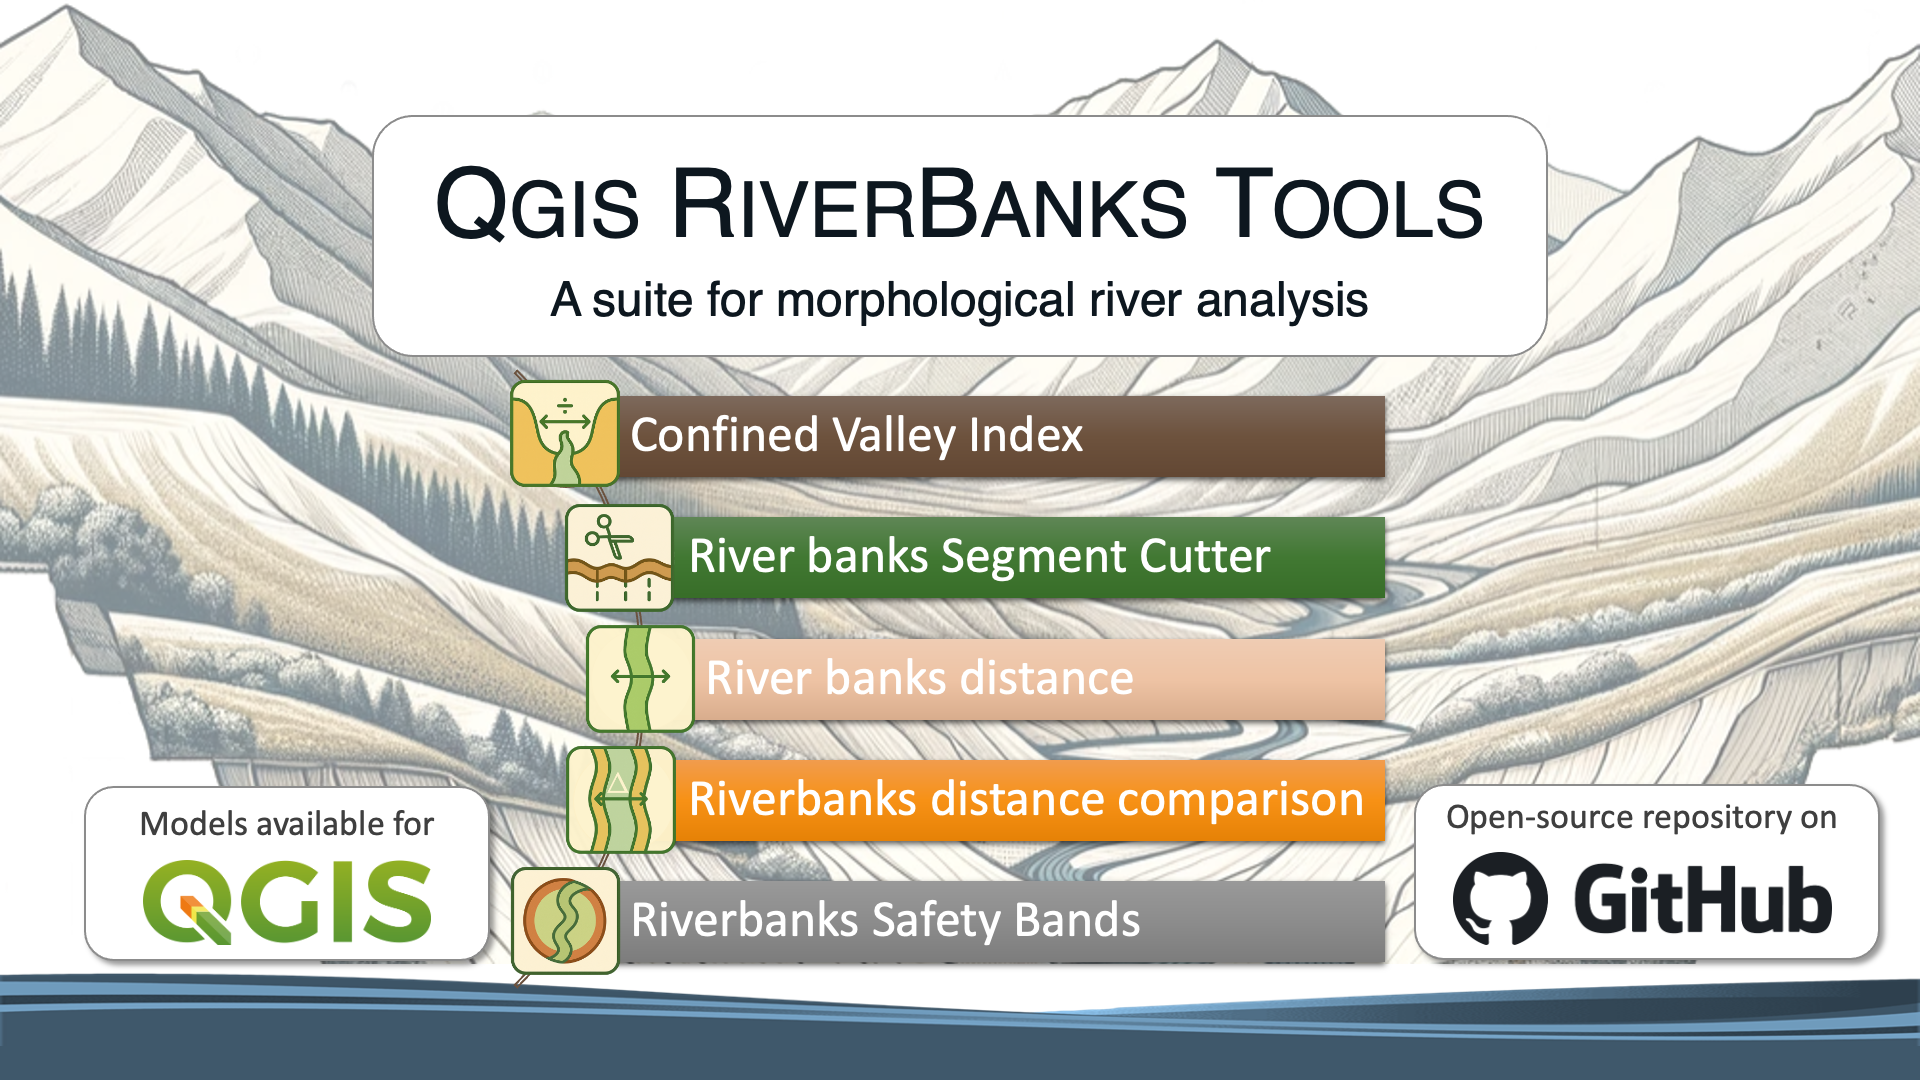 QGIS RIVERBANKS TOOLS
A suite for morphological river analysis
Confined Valley Index
River banks Segment Cutter
River banks distance
Riverbanks distance comparison
Riverbanks Safety Bands
Models available for
QGIS
Open-source repository on
GitHub